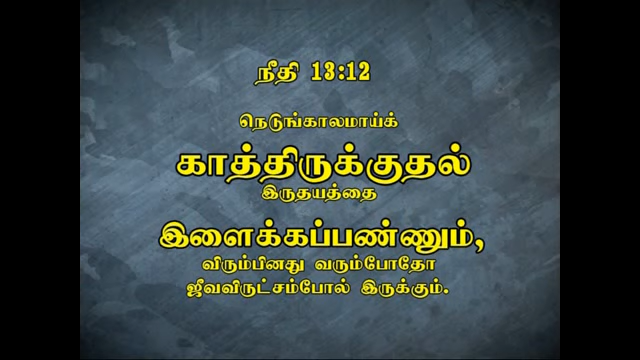 நீதி 13:12
நெடுங்காலமாய்க்
காத்திருக்குதல்
இருதயத்தை
இளைக்கப்பண்ணும்,
விரும்பினது வரும்போதோ
ஜீவவிருட்சம்போல் இருக்கும்.